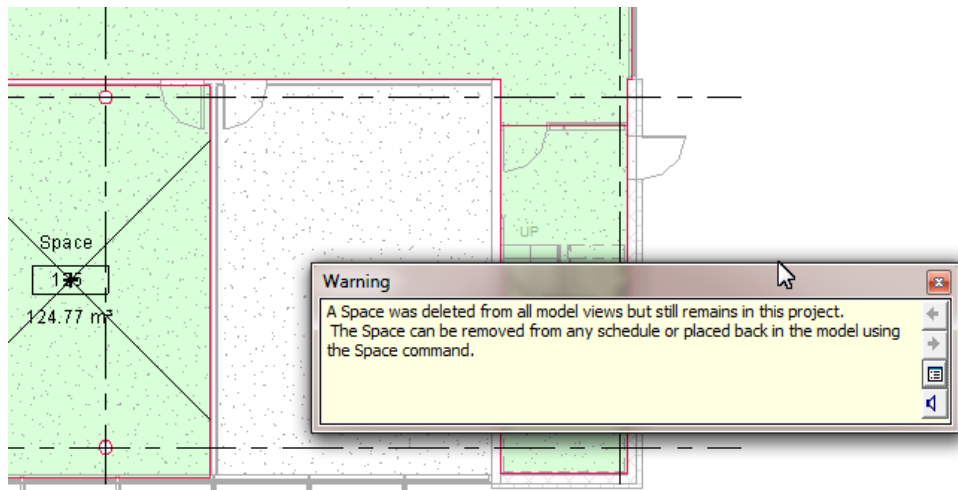 UP
Space
124.77 m²
Warning
A Space was deleted from all model views but still remains in this project.
The Space can be removed from any schedule or placed back in the model using
the Space command.